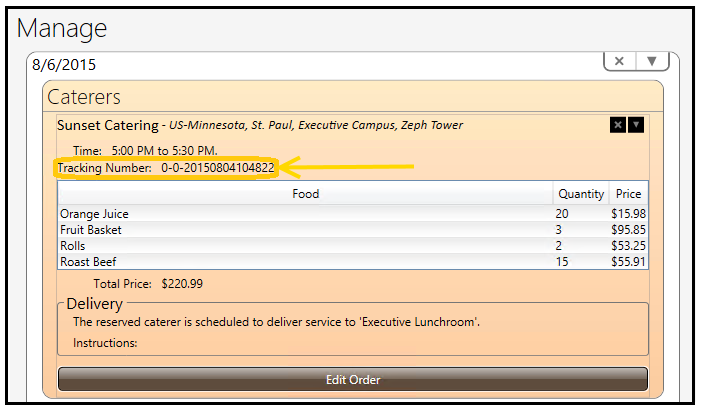 Manage
8/6/2015
Caterers
Sunset Catering - US-Minnesota, St. Paul, Executive Campus, Zeph Tower
Time: 5:00 PM to 5:30 PM.
Tracking Number: 0-0-20150804104822
Food Quantity Price
Orange Juice 20 $15.98
Fruit Basket 3 $95.85
Rolls 2 $53.25
Roast Beef 15 $55.91
Total Price: $220.99
Delivery
The reserved caterer is scheduled to deliver service to 'Executive Lunchroom'.
Instructions:
Edit Order